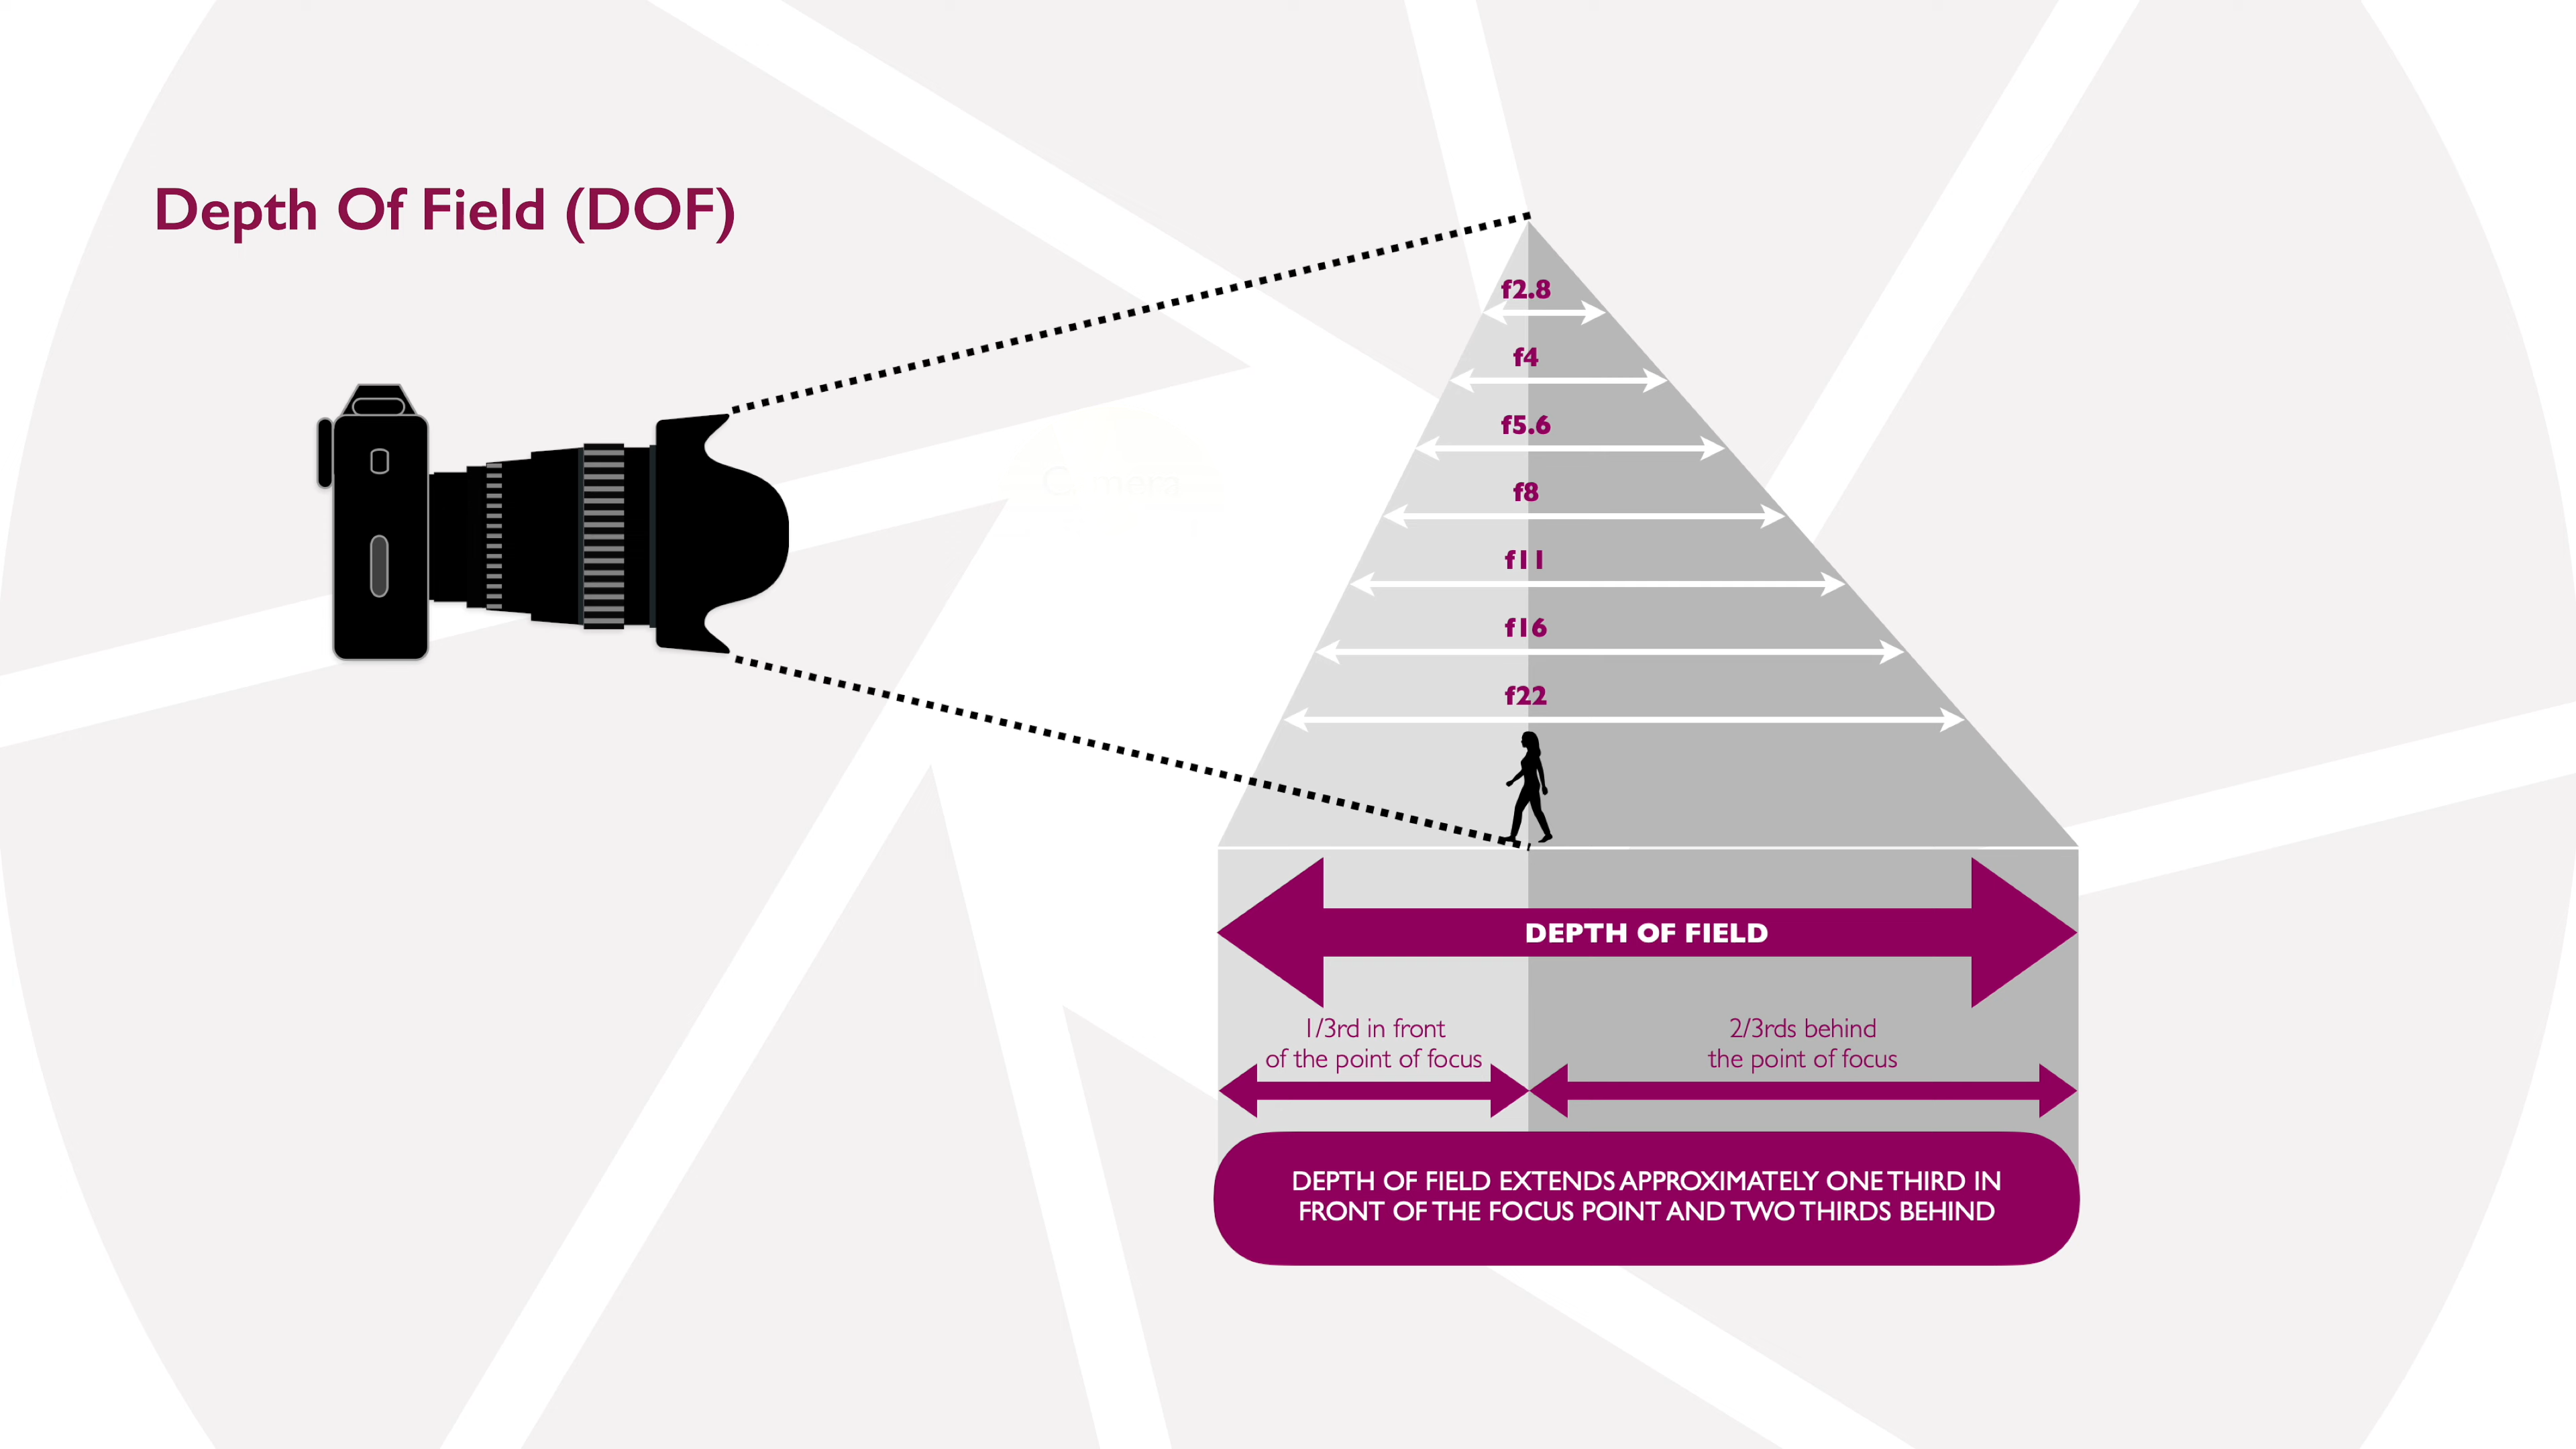 Depth Of Field (DOF)
f2.8
f4
f5.6
f8
f11
f16
f22
DEPTH OF FIELD
1/3rd in front
of the point of focus
2/3rds behind
the point of focus
DEPTH OF FIELD EXTENDS APPROXIMATELY ONE THIRD IN
FRONT OF THE FOCUS POINT AND TWO THIRDS BEHIND